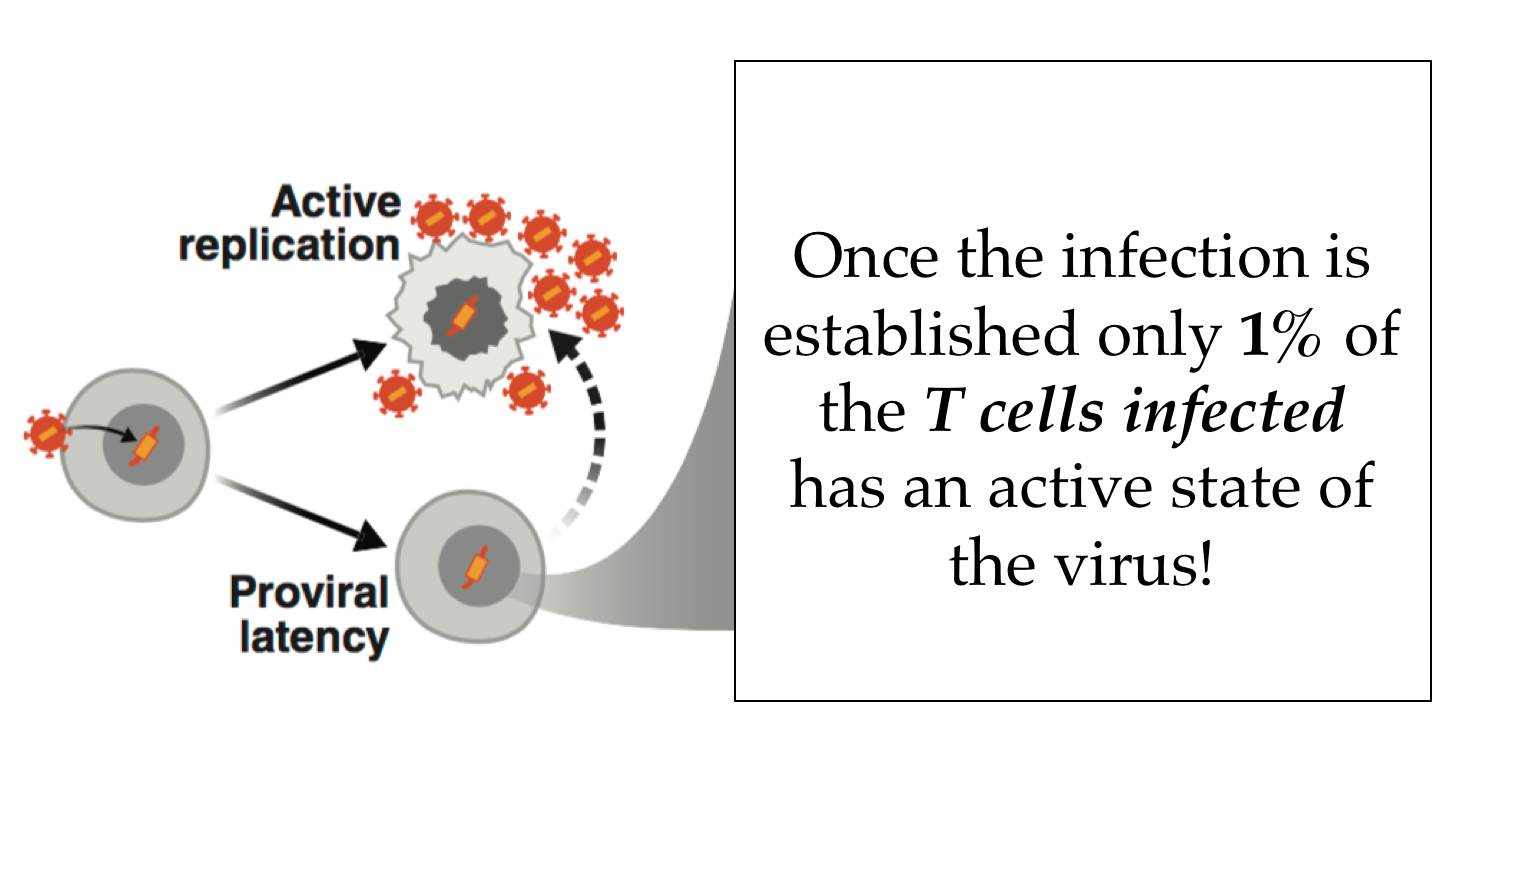 Active
replication
Proviral
latency
Once the infection is
established only 1% of
the T cells infected
has an active state of
the virus!